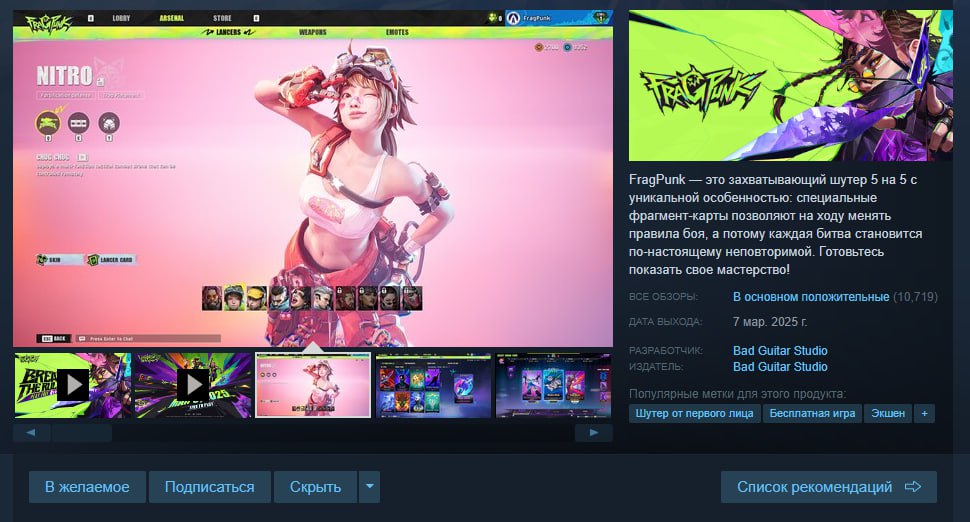 FRAGPUNK
LOBBY
ARSENAL
STORE
FragPunk
LANCERS
WEAPONS
EMOTES
NITRO
CHOC CHOC
SKIN
LANCER CARD
ESC BACK
Press Enter to Chat
FRAGPUNK
FragPunk — это захватывающий шутер 5 на 5 с
уникальной особенностью: специальные
фрагмент-карты позволяют на ходу менять
правила боя, а потому каждая битва становится
по-настоящему неповторимой. Готовьтесь
показать свое мастерство!
ВСЕ ОБЗОРЫ: В основном положительные (10,719)
ДАТА ВЫХОДА: 7 мар. 2025 г.
РАЗРАБОТЧИК: Bad Guitar Studio
ИЗДАТЕЛЬ: Bad Guitar Studio
Популярные метки для этого продукта:
Шутер от первого лица Бесплатная игра Экшен +
В желаемое Подписаться Скрыть Список рекомендаций